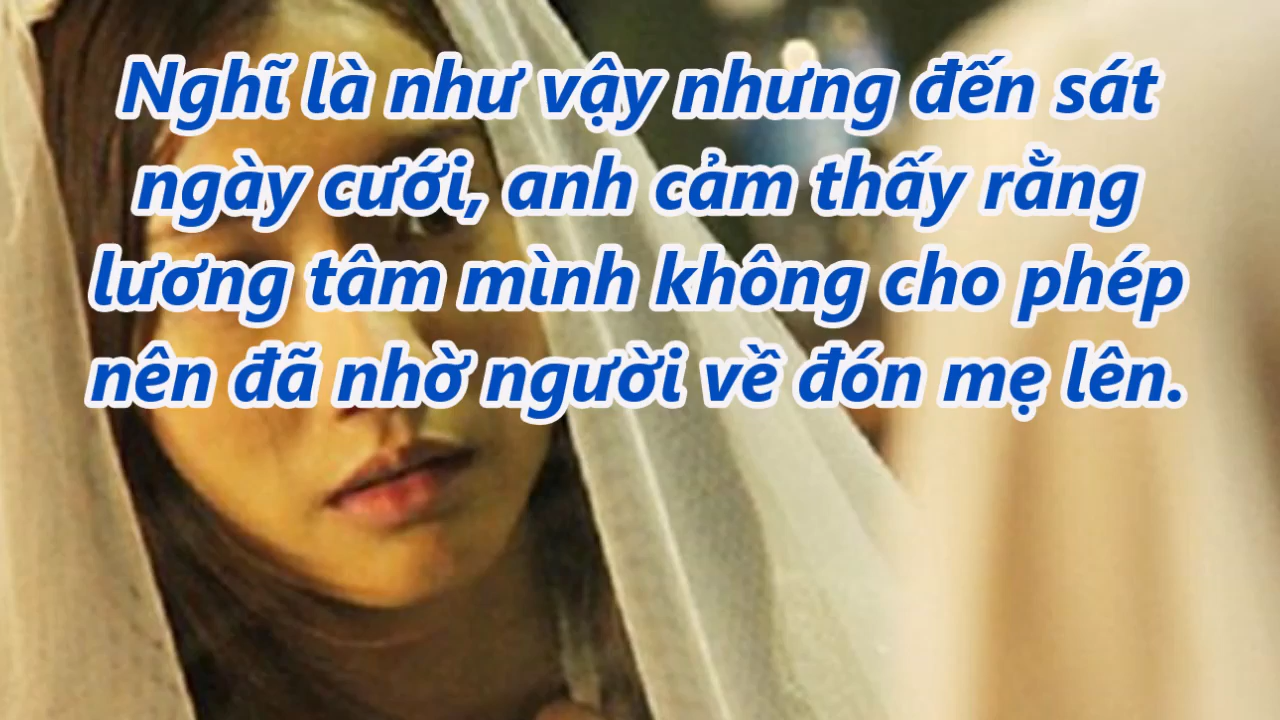 Nghĩ là như vậy nhưng đến sát
ngày cưới, anh cảm thấy rằng
lương tâm mình không cho phép
nên đã nhờ người về đón mẹ lên.